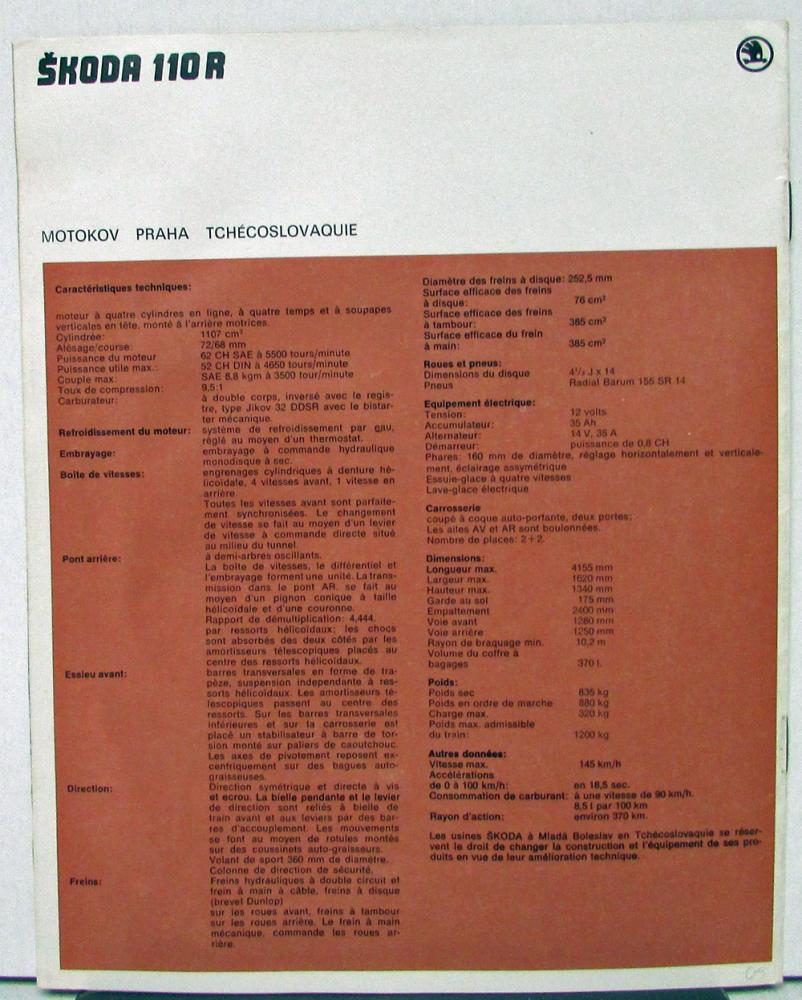 ŠKODA 110 R
MOTOKOV PRAHA TCHÉCOSLOVAQUIE
Caractéristiques techniques:
moteur à quatre cylindres en ligne, à quatre temps et à soupapes
verticales en tête, monté à l'arrière motrices.
Cylindrée: 1107 cm³
Alésage/course: 72/68 mm
Puissance du moteur 62 CH SAE à 5500 tours/minute
Puissance utile max.: 52 CH DIN à 4650 tours/minute
Couple max: SAE 8,8 kgm à 3500 tour/minute
Toux de compression: 9,5:1
Carburateur: à double corps, inversé avec le regis-
tre, type Jikov 32 DDSR avec le bistar-
ter mécanique.
Refroidissement du moteur: système de refroidissement par eau,
réglé au moyen d'un thermostat.
Embrayage: embrayage à commande hydraulique
monodisque à sec.
Boîte de vitesses: engrenages cylindriques à denture hé-
licoïdale, 4 vitesses avant, 1 vitesse en
arrière.
Toutes les vitesses avant sont parfaite-
ment synchronisées. Le changement
de vitesse se fait au moyen d'un levier
de vitesse à commande directe situé
au milieu du tunnel.
Pont arrière: à demi-arbres oscillants.
La boîte de vitesses, le différentiel et
l'embrayage forment une unité. La trans-
mission dans le pont AR. se fait au
moyen d'un pignon conique à taille
hélicoïdale et d'une couronne.
Rapport de démultiplication: 4,444.
par ressorts hélicoïdaux; les chocs
sont absorbés des deux côtés par les
amortisseurs télescopiques placés au
centre des ressorts hélicoïdaux.
Essieu avant: barres transversales en forme de tra-
pèze, suspension independante à res-
sorts hélicoïdaux. Les amortisseurs té-
lescopiques passent au centre des
ressorts. Sur les barres transversales
inférieures et sur la carrosserie est
placé un stabilisateur à barre de tor-
sion monté sur paliers de caoutchouc.
Les axes de pivotement reposent ex-
centriquement sur des bagues auto-
graisseuses.
Direction: Direction symétrique et directe à vis
et ecrou. La bielle pendante et le levier
de direction sont reliés à bielle de
train avant et aux leviers par des bar-
res d'accouplement. Les mouvements
se font au moyen de rotules montés
sur des coussinets auto-graisseurs.
Volant de sport 360 mm de diamètre.
Colonne de direction de sécurité.
Freins: Freins hydrauliques à double circuit et
frein à main à câble, freins à disque
(brevet Dunlop)
sur les roues avant, freins à tambour
sur les roues arrière. Le frein à main
mécanique, commande les roues ar-
rière.
Diamètre des freins à disque: 252,5 mm
Surface efficace des freins
à disque: 76 cm²
Surface efficace des freins
à tambour: 385 cm²
Surface efficace du frein
à main: 385 cm²
Roues et pneus:
Dimensions du disque 4¹/₂ J x 14
Pneus Radial Barum 155 SR 14
Equipement électrique:
Tension: 12 volts
Accumulateur: 35 Ah
Alternateur: 14 V, 35 A
Démarreur: puissance de 0,8 CH
Phares: 160 mm de diamètre, réglage horizontalement et verticale-
ment, éclairage assymétrique
Essuie-glace à quatre vitesses
Lave-glace électrique
Carrosserie
coupé à coque auto-portante, deux portes;
Les ailes AV et AR sont boulonnées.
Nombre de places: 2+2.
Dimensions:
Longueur max. 4155 mm
Largeur max. 1620 mm
Hauteur max. 1340 mm
Garde au sol 175 mm
Empattement 2400 mm
Voie avant 1280 mm
Voie arrière 1250 mm
Rayon de braquage min. 10,2 m
Volume du coffre à
bagages 370 l.
Poids:
Poids sec 835 kg
Poids en ordre de marche 880 kg
Charge max. 320 kg
Poids max. admissible
du train: 1200 kg
Autres données:
Vitesse max. 145 km/h
Accélérations
de 0 à 100 km/h: en 18,5 sec.
Consommation de carburant: à une vitesse de 90 km/h.
8,5 l par 100 km
Rayon d'action: environ 370 km.
Les usines ŠKODA à Mladá Boleslav en Tchécoslovaquie se réser-
vent le droit de changer la construction et l'équipement de ses pro-
duits en vue de leur amélioration technique.